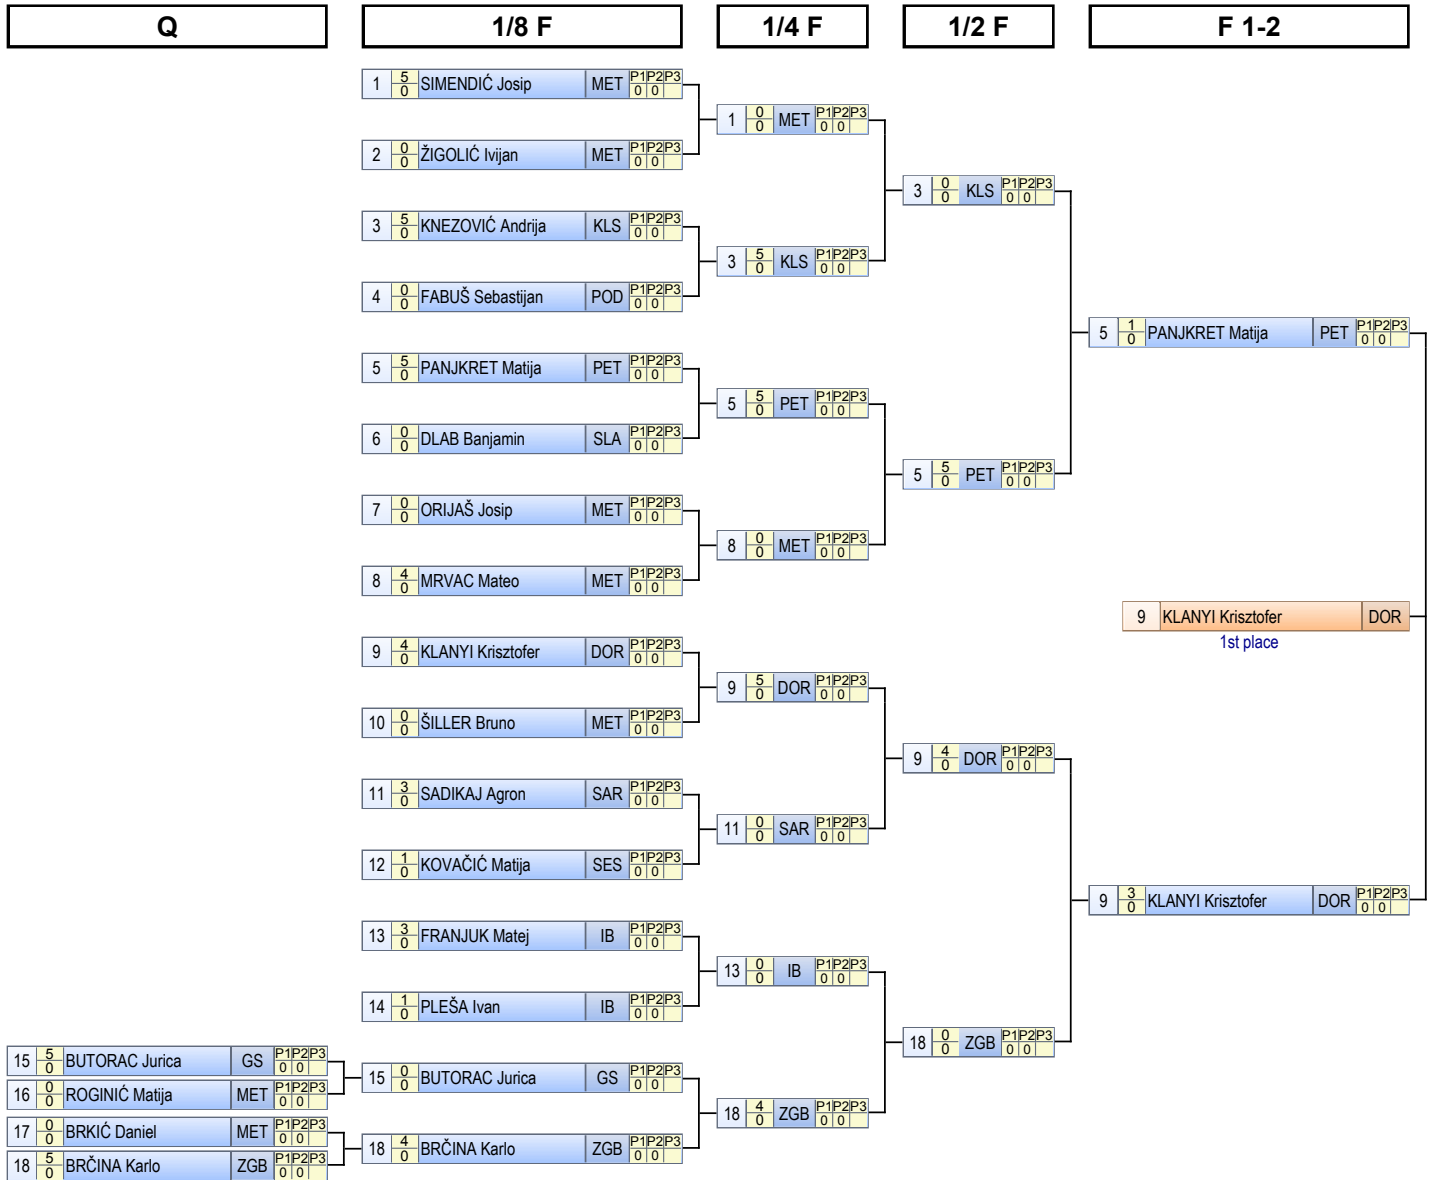 Q 1/8 F 1/4 F 1/2 F F 1-2
1 5 0 SIMENDIĆ Josip MET P1 P2 P3 0 0
1 0 0 MET P1 P2 P3 0 0
2 0 0 ŽIGOLIĆ Ivijan MET P1 P2 P3 0 0
3 0 0 KLS P1 P2 P3 0 0
3 5 0 KNEZOVIĆ Andrija KLS P1 P2 P3 0 0
3 5 0 KLS P1 P2 P3 0 0
4 0 0 FABUŠ Sebastijan POD P1 P2 P3 0 0
5 1 0 PANJKRET Matija PET P1 P2 P3 0 0
5 5 0 PANJKRET Matija PET P1 P2 P3 0 0
5 5 0 PET P1 P2 P3 0 0
6 0 0 DLAB Banjamin SLA P1 P2 P3 0 0
5 5 0 PET P1 P2 P3 0 0
7 0 0 ORIJAŠ Josip MET P1 P2 P3 0 0
8 0 0 MET P1 P2 P3 0 0
8 4 0 MRVAC Mateo MET P1 P2 P3 0 0
9 KLANYI Krisztofer DOR
1st place
9 4 0 KLANYI Krisztofer DOR P1 P2 P3 0 0
9 5 0 DOR P1 P2 P3 0 0
10 0 0 ŠILLER Bruno MET P1 P2 P3 0 0
9 4 0 DOR P1 P2 P3 0 0
11 3 0 SADIKAJ Agron SAR P1 P2 P3 0 0
11 0 0 SAR P1 P2 P3 0 0
12 1 0 KOVAČIĆ Matija SES P1 P2 P3 0 0
9 3 0 KLANYI Krisztofer DOR P1 P2 P3 0 0
13 3 0 FRANJUK Matej IB P1 P2 P3 0 0
13 0 0 IB P1 P2 P3 0 0
14 1 0 PLEŠA Ivan IB P1 P2 P3 0 0
18 0 0 ZGB P1 P2 P3 0 0
15 5 0 BUTORAC Jurica GS P1 P2 P3 0 0
15 0 0 BUTORAC Jurica GS P1 P2 P3 0 0
16 0 0 ROGINIĆ Matija MET P1 P2 P3 0 0
18 4 0 ZGB P1 P2 P3 0 0
17 0 0 BRKIĆ Daniel MET P1 P2 P3 0 0
18 4 0 BRČINA Karlo ZGB P1 P2 P3 0 0
18 5 0 BRČINA Karlo ZGB P1 P2 P3 0 0